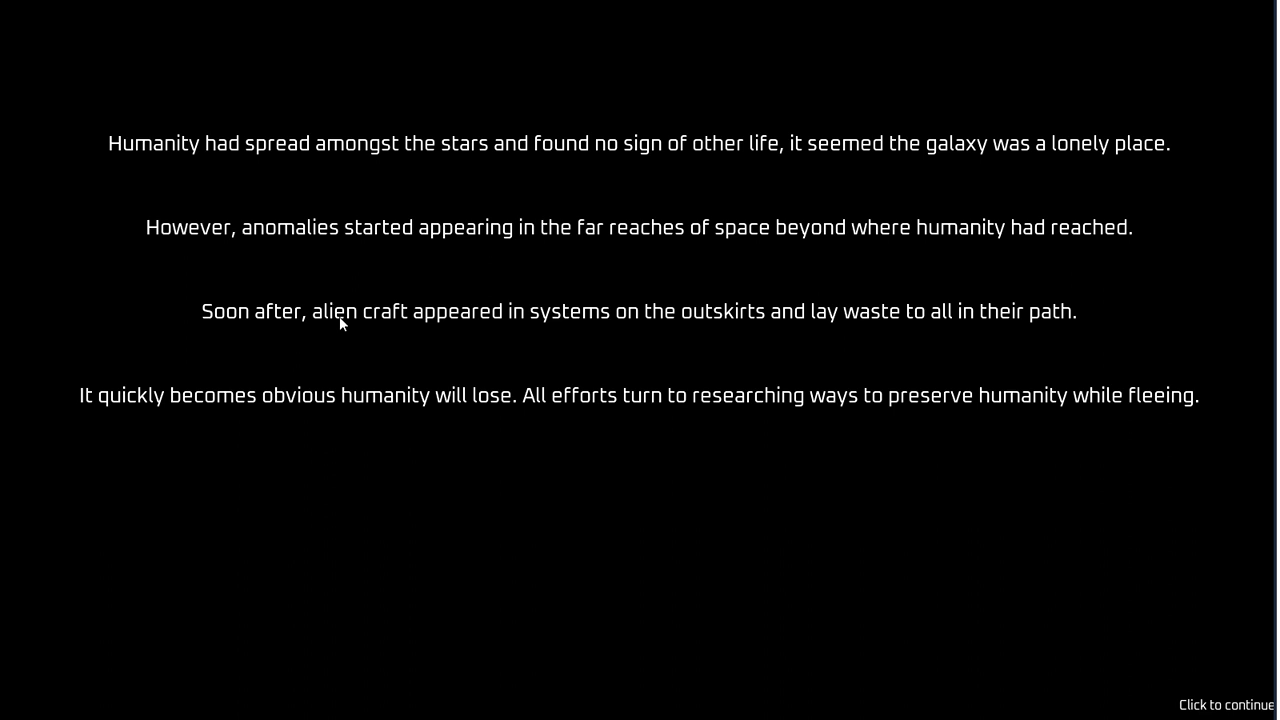 Humanity had spread amongst the stars and found no sign of other life, it seemed the galaxy was a lonely place.
However, anomalies started appearing in the far reaches of space beyond where humanity had reached.
Soon after, alien craft appeared in systems on the outskirts and lay waste to all in their path.
It quickly becomes obvious humanity will lose. All efforts turn to researching ways to preserve humanity while fleeing.
Click to continue